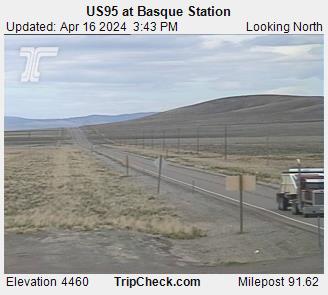 US95 at Basque Station
Updated: Apr 16 2024 3:43 PM Looking North
Elevation 4460 TripCheck.com Milepost 91.62